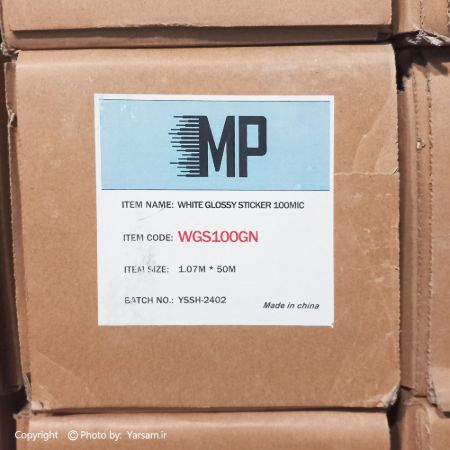 MP
ITEM NAME: WHITE GLOSSY STICKER 100MIC
ITEM CODE: WGS100GN
ITEM SIZE: 1.07M * 50M
BATCH NO.: YSSH-2402
Made in china
Copyright © Photo by: Yarsam.ir